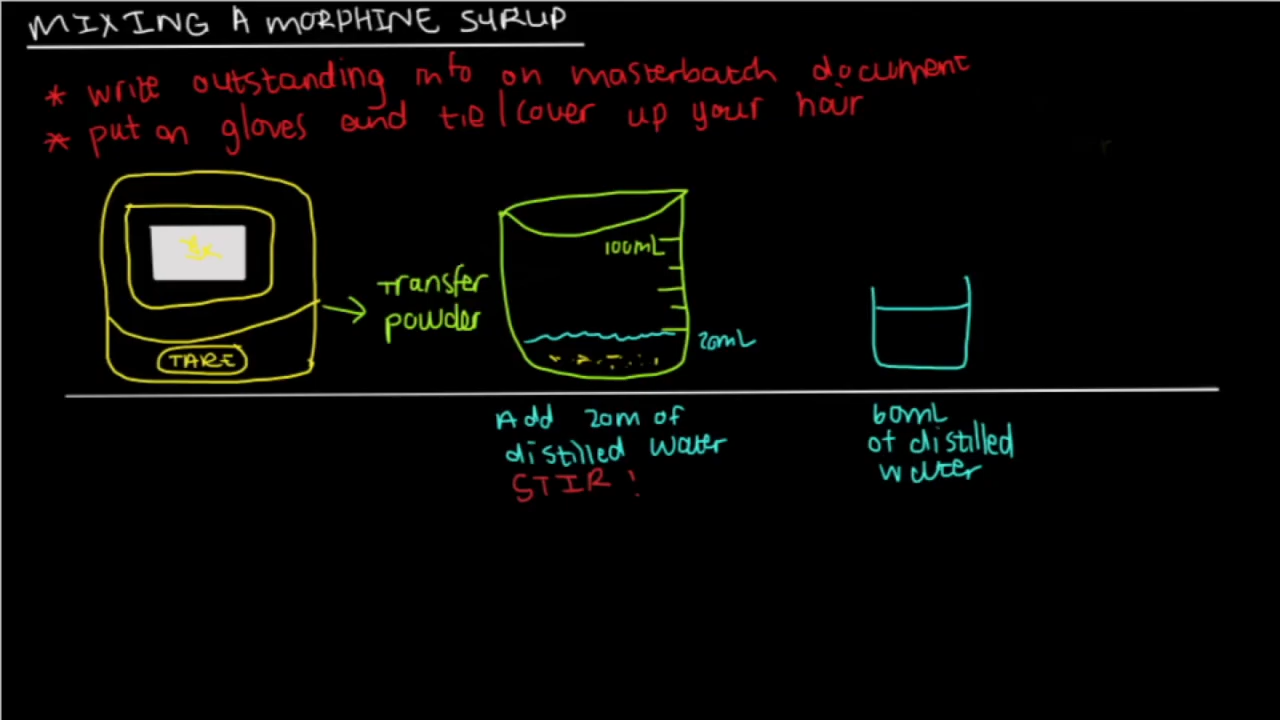 MIXING A MORPHINE SYRUP
* write outstanding info on masterbatch document
* put on gloves and tie/cover up your hair
100mL
Transfer
powder
20mL
TARE
Add 20m of
distilled water
STIR!
60mL
of distilled
water